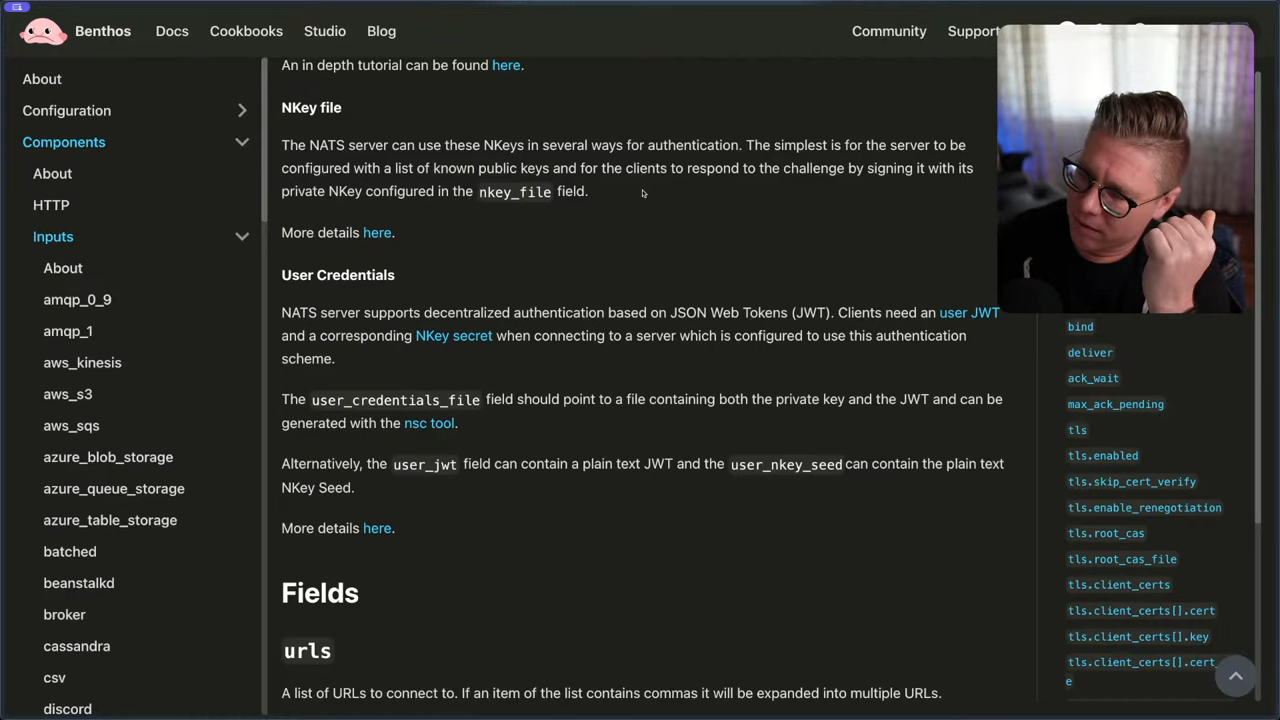 Benthos
Docs
Cookbooks
Studio
Blog
Community
Support
About
Configuration
Components
About
HTTP
Inputs
About
amqp_0_9
amqp_1
aws_kinesis
aws_s3
aws_sqs
azure_blob_storage
azure_queue_storage
azure_table_storage
batched
beanstalkd
broker
cassandra
csv
discord
An in depth tutorial can be found here.
NKey file
The NATS server can use these NKeys in several ways for authentication. The simplest is for the server to be
configured with a list of known public keys and for the clients to respond to the challenge by signing it with its
private NKey configured in the nkey_file field.
More details here.
User Credentials
NATS server supports decentralized authentication based on JSON Web Tokens (JWT). Clients need an user JWT
and a corresponding NKey secret when connecting to a server which is configured to use this authentication
scheme.
The user_credentials_file field should point to a file containing both the private key and the JWT and can be
generated with the nsc tool.
Alternatively, the user_jwt field can contain a plain text JWT and the user_nkey_seed can contain the plain text
NKey Seed.
More details here.
Fields
urls
A list of URLs to connect to. If an item of the list contains commas it will be expanded into multiple URLs.
bind
deliver
ack_wait
max_ack_pending
tls
tls.enabled
tls.skip_cert_verify
tls.enable_renegotiation
tls.root_cas
tls.root_cas_file
tls.client_certs
tls.client_certs[].cert
tls.client_certs[].key
tls.client_certs[].cert_
e